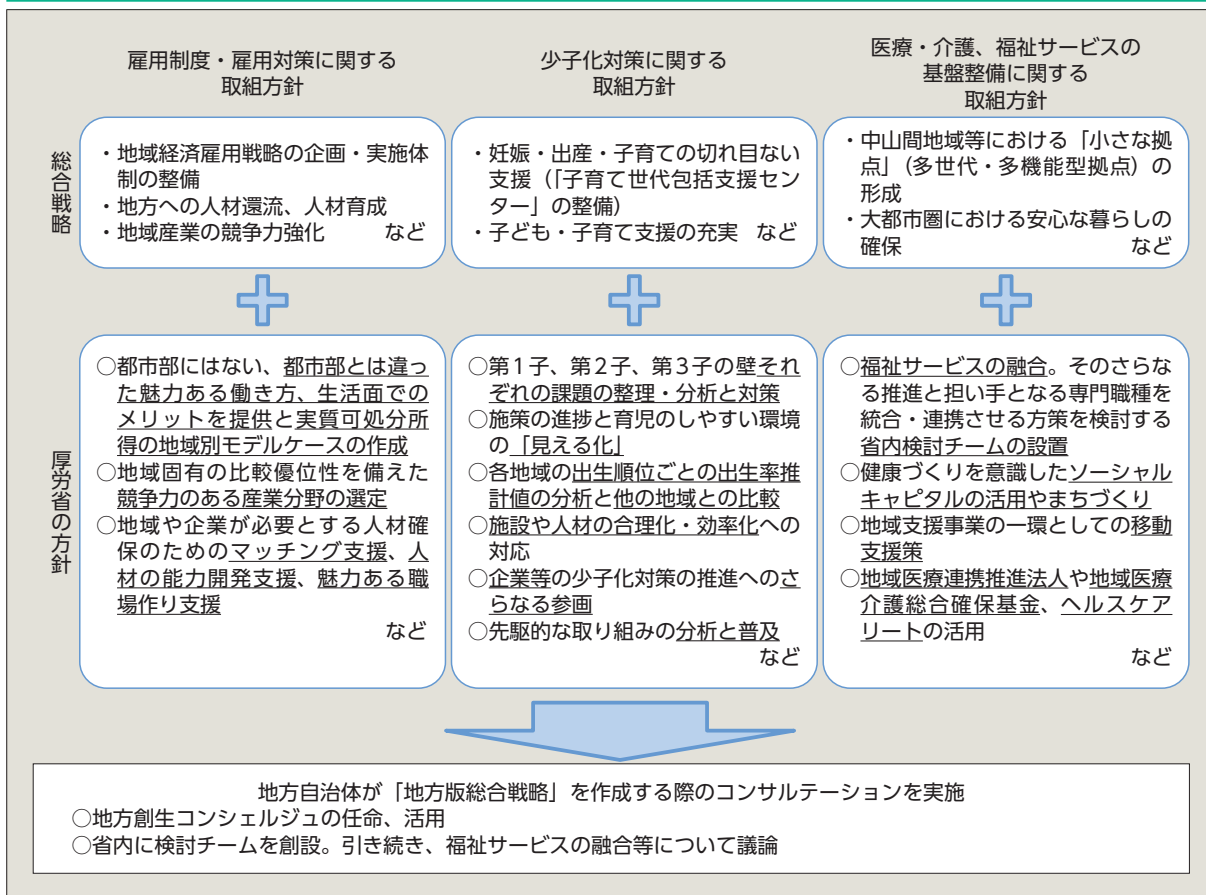 雇用制度・雇用対策に関する
取組方針
少子化対策に関する
取組方針
医療・介護、福祉サービスの
基盤整備に関する
取組方針
総合戦略
・地域経済雇用戦略の企画・実施体
制の整備
・地方への人材還流、人材育成
・地域産業の競争力強化 など
・妊娠・出産・子育ての切れ目ない
支援（「子育て世代包括支援セン
ター」の整備）
・子ども・子育て支援の充実 など
・中山間地域等における「小さな拠
点」（多世代・多機能型拠点）の
形成
・大都市圏における安心な暮らしの
確保 など
厚労省の方針
○都市部にはない、都市部とは違っ
た魅力ある働き方、生活面での
メリットを提供と実質可処分所
得の地域別モデルケースの作成
○地域固有の比較優位性を備えた
競争力のある産業分野の選定
○地域や企業が必要とする人材確
保のためのマッチング支援、人
材の能力開発支援、魅力ある職
場作り支援
など
○第1子、第2子、第3子の壁それ
ぞれの課題の整理・分析と対策
○施策の進捗と育児のしやすい環境
の「見える化」
○各地域の出生順位ごとの出生率推
計値の分析と他の地域との比較
○施設や人材の合理化・効率化への
対応
○企業等の少子化対策の推進へのさ
らなる参画
○先駆的な取り組みの分析と普及
など
○福祉サービスの融合。そのさらな
る推進と担い手となる専門職種を
統合・連携させる方策を検討する
省内検討チームの設置
○健康づくりを意識したソーシャル
キャピタルの活用やまちづくり
○地域支援事業の一環としての移動
支援策
○地域医療連携推進法人や地域医療
介護総合確保基金、ヘルスケア
リートの活用
など
地方自治体が「地方版総合戦略」を作成する際のコンサルテーションを実施
○地方創生コンシェルジュの任命、活用
○省内に検討チームを創設。引き続き、福祉サービスの融合等について議論